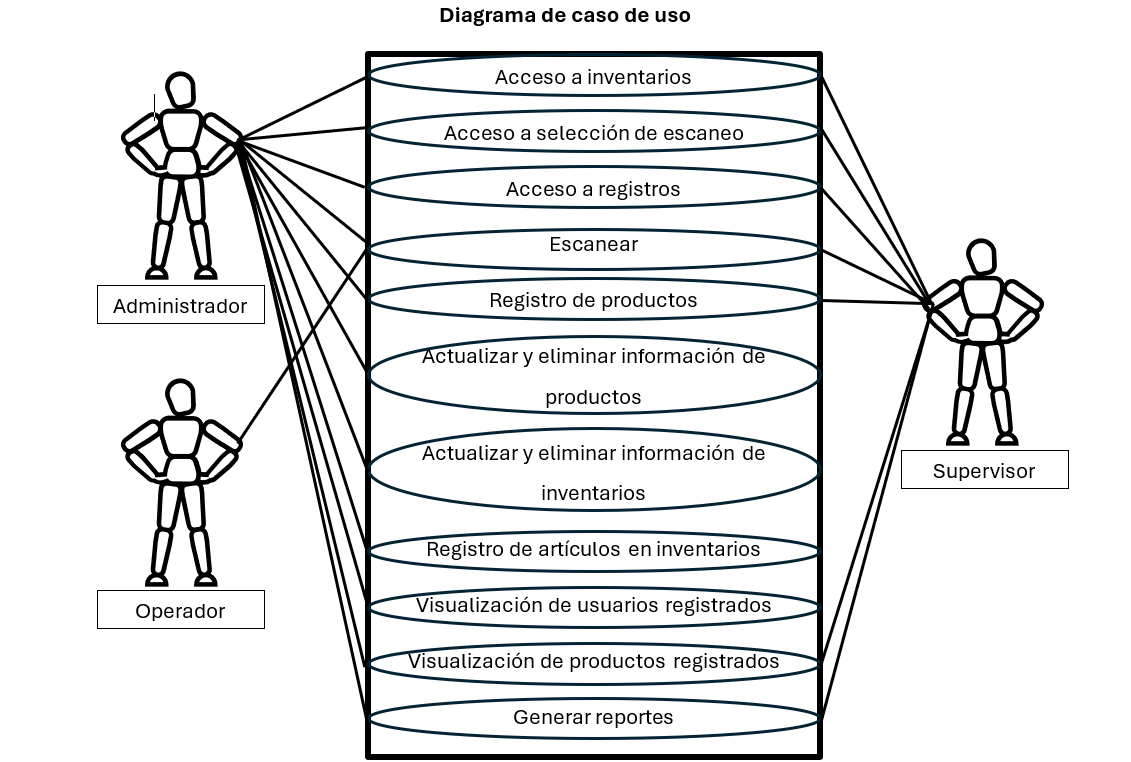 Diagrama de caso de uso
Acceso a inventarios
Acceso a selección de escaneo
Acceso a registros
Escanear
Administrador
Registro de productos
Actualizar y eliminar información de
productos
Actualizar y eliminar información de
inventarios
Supervisor
Registro de artículos en inventarios
Visualización de usuarios registrados
Operador
Visualización de productos registrados
Generar reportes